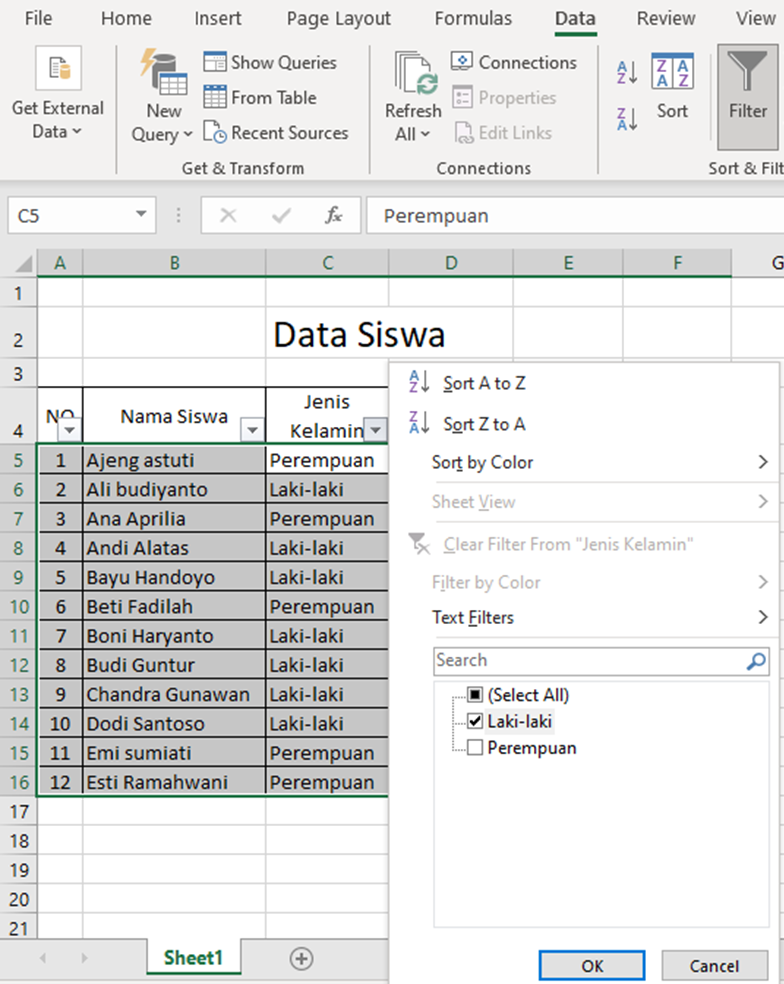 File Home Insert Page Layout Formulas Data Review View
Get External Data
New Query
Show Queries
From Table
Recent Sources
Get & Transform
Refresh All
Connections
Properties
Edit Links
Connections
A Z
Z A
Z A A Z
Sort
Filter
Sort & Filt
C5 fx Perempuan
A B C D E F G
1
2 Data Siswa
3
4 NO Nama Siswa Jenis Kelamin
5 1 Ajeng astuti Perempuan
6 2 Ali budiyanto Laki-laki
7 3 Ana Aprilia Perempuan
8 4 Andi Alatas Laki-laki
9 5 Bayu Handoyo Laki-laki
10 6 Beti Fadilah Perempuan
11 7 Boni Haryanto Laki-laki
12 8 Budi Guntur Laki-laki
13 9 Chandra Gunawan Laki-laki
14 10 Dodi Santoso Laki-laki
15 11 Emi sumiati Perempuan
16 12 Esti Ramahwani Perempuan
17
18
19
20
21
A Z Sort A to Z
Z A Sort Z to A
Sort by Color
Sheet View
Clear Filter From "Jenis Kelamin"
Filter by Color
Text Filters
Search
(Select All)
Laki-laki
Perempuan
OK Cancel
Sheet1